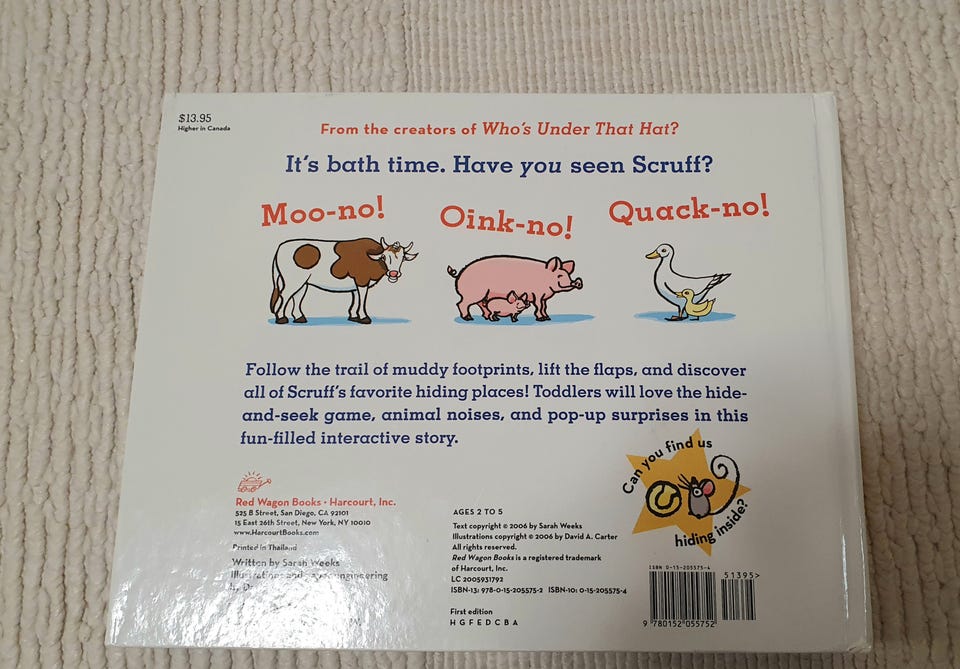 $13.95
Higher in Canada
From the creators of Who's Under That Hat?
It's bath time. Have you seen Scruff?
Moo-no!
Oink-no!
Quack-no!
Follow the trail of muddy footprints, lift the flaps, and discover
all of Scruff's favorite hiding places! Toddlers will love the hide-
and-seek game, animal noises, and pop-up surprises in this
fun-filled interactive story.
Can you find us
hiding inside?
Red Wagon Books • Harcourt, Inc.
525 B Street, San Diego, CA 92101
15 East 26th Street, New York, NY 10010
www.HarcourtBooks.com
Printed in Thailand
Written by Sarah Weeks
Illustrations and engineering
AGES 2 TO 5
Text copyright © 2006 by Sarah Weeks
Illustrations copyright © 2006 by David A. Carter
All rights reserved.
Red Wagon Books is a registered trademark
of Harcourt, Inc.
LC 2005931792
ISBN-13: 978-0-15-205575-2 ISBN-10: 0-15-205575-4
First edition
H G F E D C B A
ISBN 0-15-205575-4
51395>
9 780152 055752